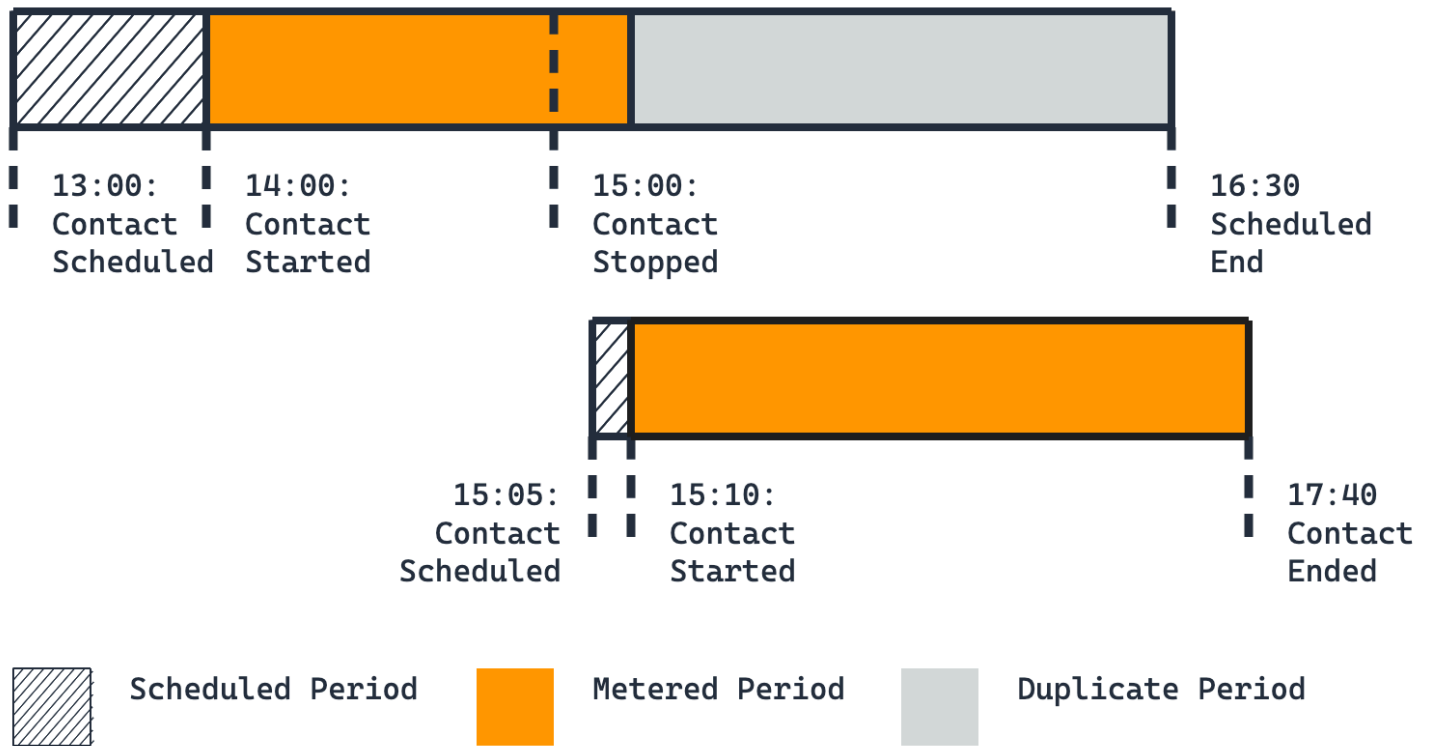 13:00:
Contact
Scheduled
14:00:
Contact
Started
15:00:
Contact
Stopped
16:30
Scheduled
End
15:05:
Contact
Scheduled
15:10:
Contact
Started
17:40
Contact
Ended
Scheduled Period
Metered Period
Duplicate Period